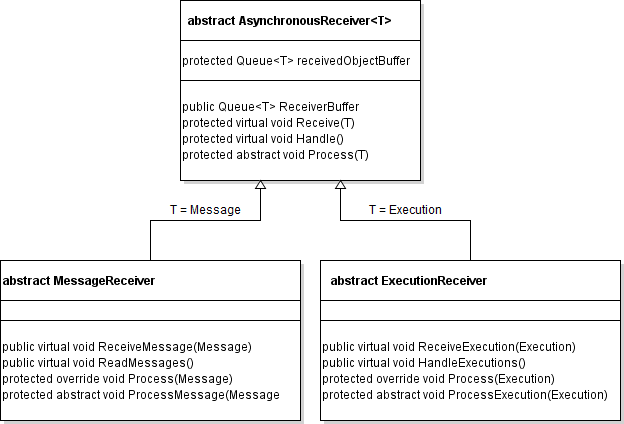 abstract AsynchronousReceiver<T>
protected Queue<T> receivedObjectBuffer
public Queue<T> ReceiverBuffer
protected virtual void Receive(T)
protected virtual void Handle()
protected abstract void Process(T)
T = Message
T = Execution
abstract MessageReceiver
public virtual void ReceiveMessage(Message)
public virtual void ReadMessages()
protected override void Process(Message)
protected abstract void ProcessMessage(Message
abstract ExecutionReceiver
public virtual void ReceiveExecution(Execution)
public virtual void HandleExecutions()
protected override void Process(Execution)
protected abstract void ProcessExecution(Execution)